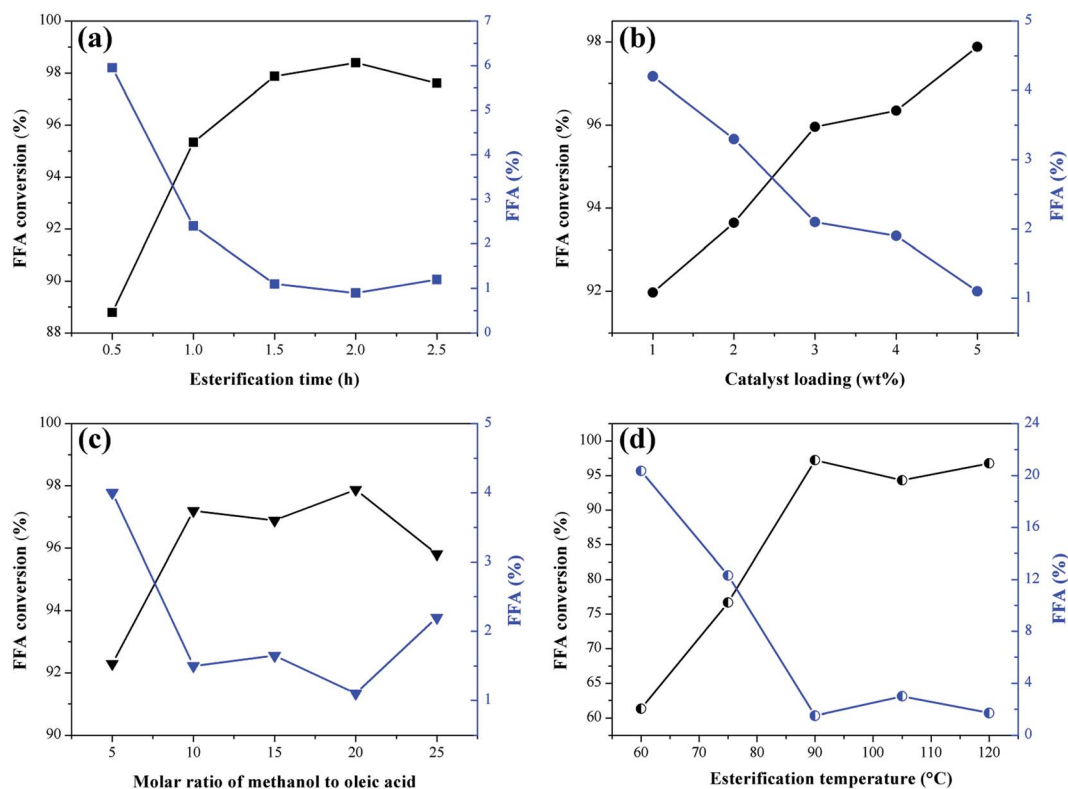 (a)
FFA conversion (%)
100
98
96
94
92
90
88
7
6
5
4
3
2
1
0
FFA (%)
0.5 1.0 1.5 2.0 2.5
Esterification time (h)
(b)
FFA conversion (%)
98
96
94
92
5
4
3
2
1
FFA (%)
1 2 3 4 5
Catalyst loading (wt%)
(c)
FFA conversion (%)
100
98
96
94
92
90
5
4
3
2
1
FFA (%)
5 10 15 20 25
Molar ratio of methanol to oleic acid
(d)
FFA conversion (%)
100
95
90
85
80
75
70
65
60
24
20
16
12
8
4
0
FFA (%)
60 70 80 90 100 110 120
Esterification temperature (°C)